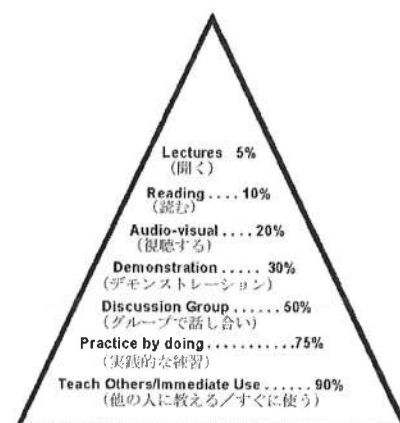 Lectures 5%
(聞く)
Reading . . . . 10%
(読む)
Audio-visual . . . . 20%
(視聴する)
Demonstration . . . . . 30%
(デモンストレーション)
Discussion Group . . . . . . 50%
(グループで話し合い)
Practice by doing . . . . . . . . . . .75%
(実践的な練習)
Teach Others/Immediate Use . . . . . . 90%
(他の人に教える／すぐに使う)